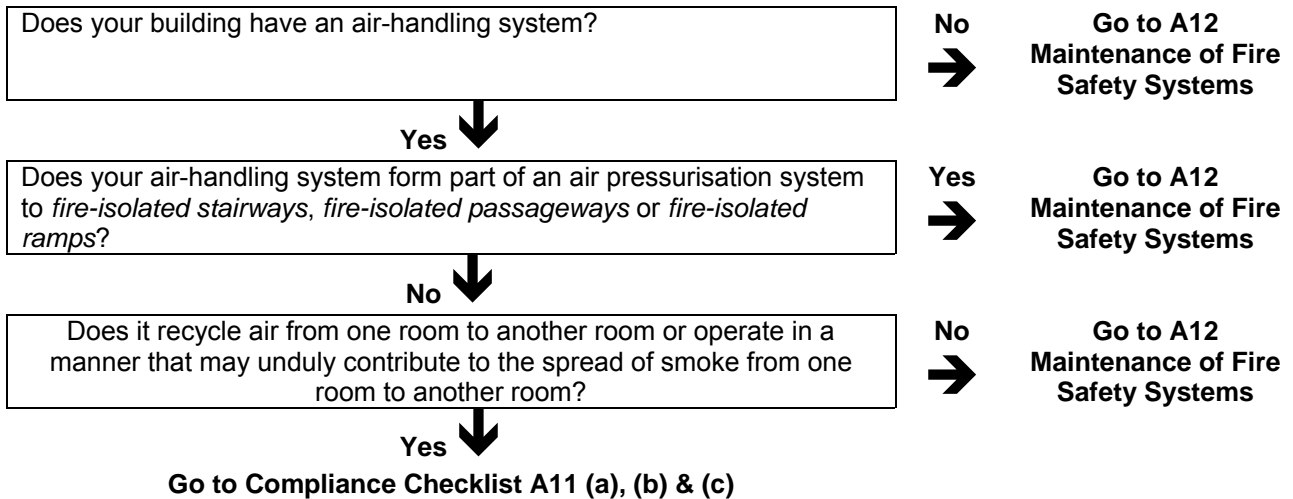 Does your building have an air-handling system?
No
Go to A12
Maintenance of Fire
Safety Systems
Yes
Does your air-handling system form part of an air pressurisation system
to fire-isolated stairways, fire-isolated passageways or fire-isolated
ramps?
Yes
Go to A12
Maintenance of Fire
Safety Systems
No
Does it recycle air from one room to another room or operate in a
manner that may unduly contribute to the spread of smoke from one
room to another room?
No
Go to A12
Maintenance of Fire
Safety Systems
Yes
Go to Compliance Checklist A11 (a), (b) & (c)